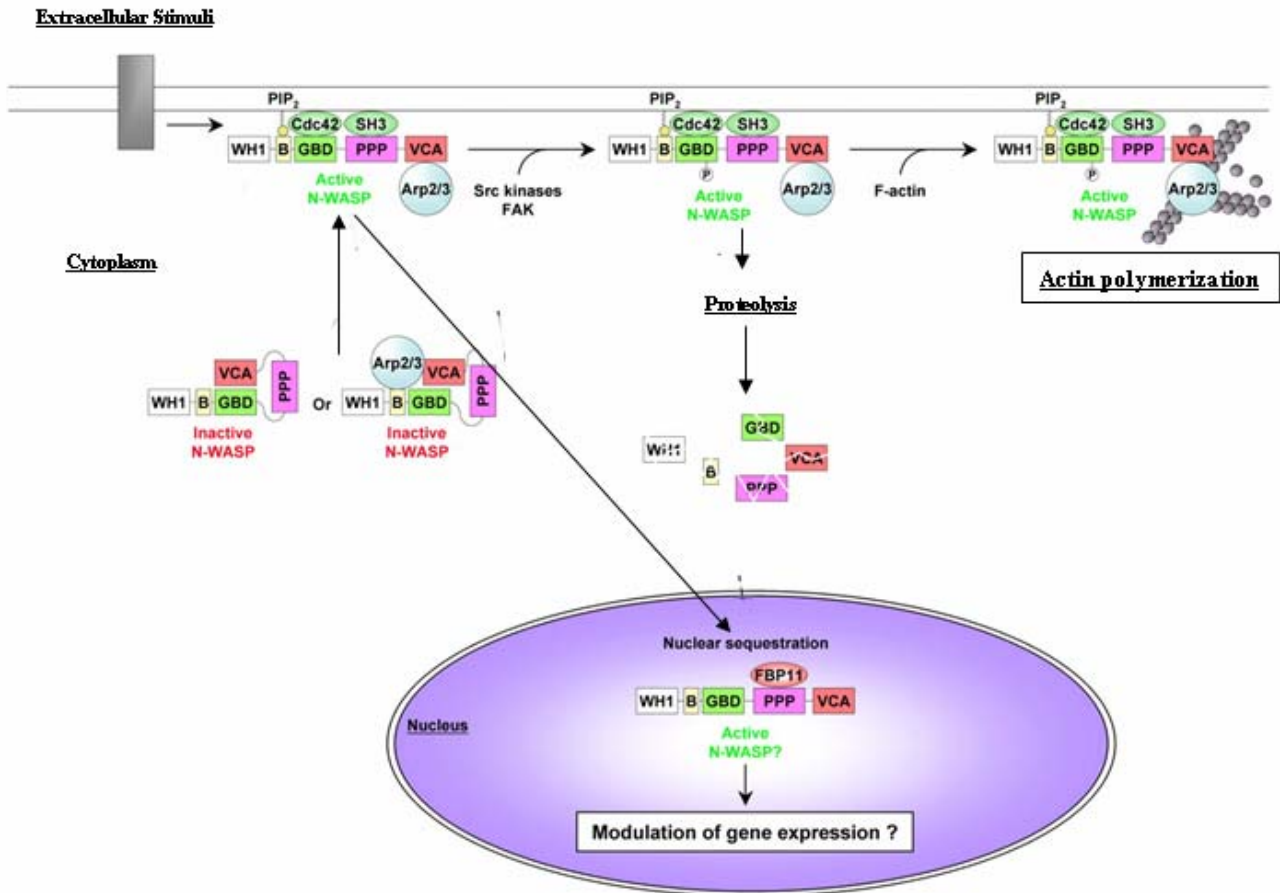 Extracellular Stimuli
PIP2
Cdc42 SH3
WH1 B GBD PPP VCA
Active
N-WASP
Arp2/3
Src kinases
FAK
PIP2
Cdc42 SH3
WH1 B GBD PPP VCA
P
Active
N-WASP
Arp2/3
F-actin
PIP2
Cdc42 SH3
WH1 B GBD PPP VCA
P
Active
N-WASP
Arp2/3
Actin polymerization
Cytoplasm
VCA
PPP
WH1 B GBD
Inactive
N-WASP
Or
Arp2/3 VCA
PPP
WH1 B GBD
Inactive
N-WASP
Proteolysis
GBD
WH1
VCA
B
PPP
Nuclear sequestration
FBP11
WH1 B GBD PPP VCA
Nucleus
Active
N-WASP?
Modulation of gene expression ?